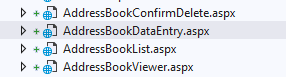 AddressBookConfirmDelete.aspx
AddressBookDataEntry.aspx
AddressBookList.aspx
AddressBookViewer.aspx